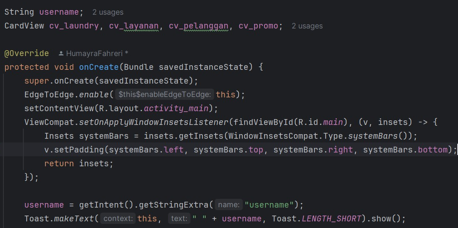 String username;  2 usages
CardView cv_laundry, cv_layanan, cv_pelanggan, cv_promo;  2 usages
@Override  HumayraFahreri *
protected void onCreate(Bundle savedInstanceState) {
super.onCreate(savedInstanceState);
EdgeToEdge.enable( $this$enableEdgeToEdge: this);
setContentView(R.layout.activity_main);
ViewCompat.setOnApplyWindowInsetsListener(findViewById(R.id.main), (v, insets) -> {
Insets systemBars = insets.getInsets(WindowInsetsCompat.Type.systemBars());
v.setPadding(systemBars.left, systemBars.top, systemBars.right, systemBars.bottom);
return insets;
});
username = getIntent().getStringExtra( name: "username");
Toast.makeText( context: this, text: " " + username, Toast.LENGTH_SHORT).show();